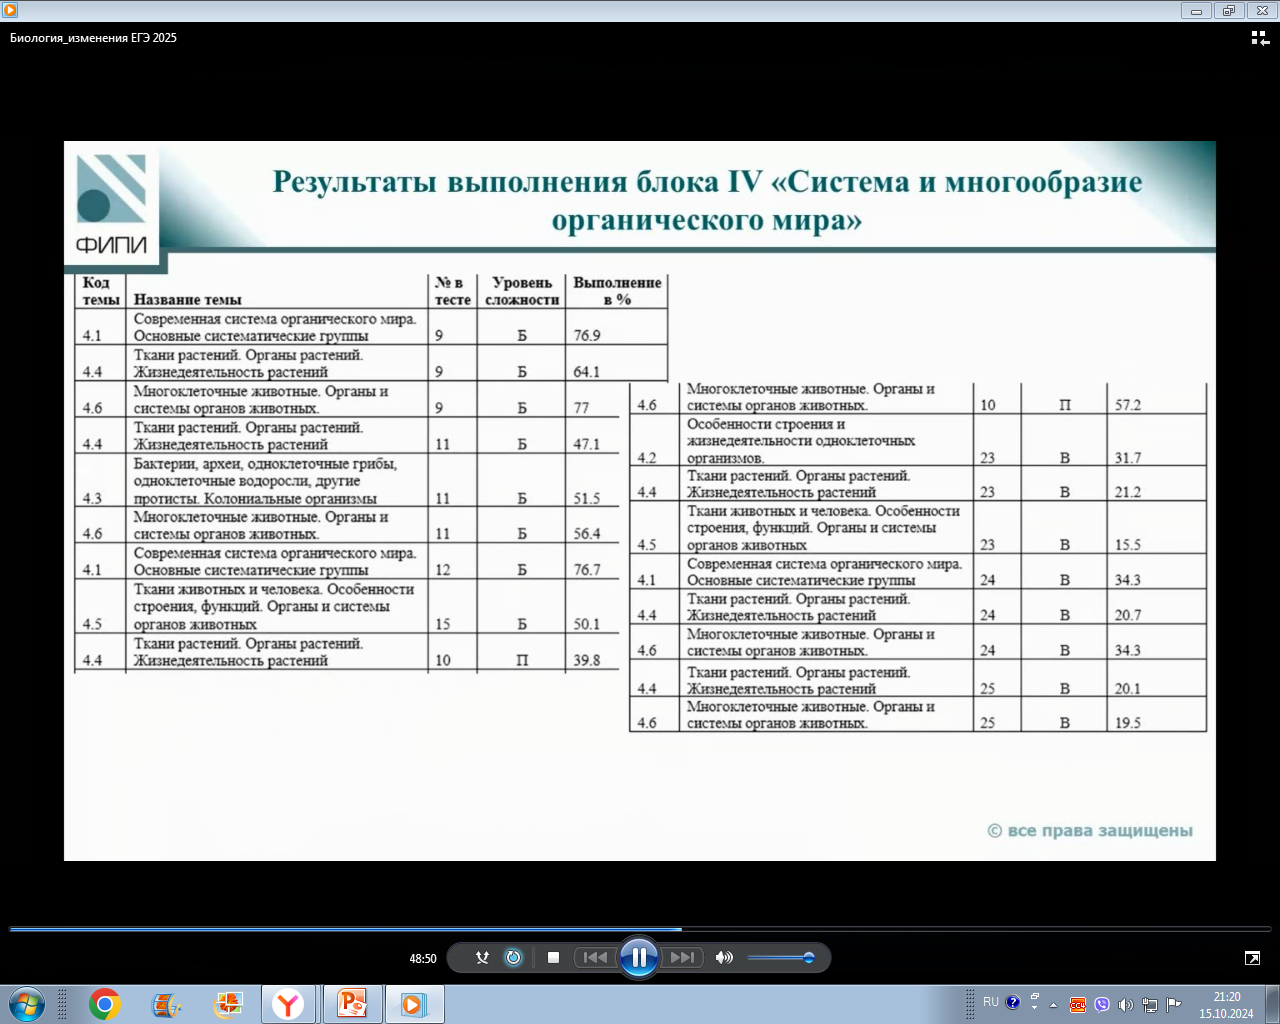 Биология_изменения ЕГЭ 2025
ФИПИ
Результаты выполнения блока IV «Система и многообразие
органического мира»
Код темы Название темы № в тесте Уровень сложности Выполнение в %
4.1 Современная система органического мира. Основные систематические группы 9 Б 76.9
4.4 Ткани растений. Органы растений. Жизнедеятельность растений 9 Б 64.1
4.6 Многоклеточные животные. Органы и системы органов животных. 9 Б 77
4.4 Ткани растений. Органы растений. Жизнедеятельность растений 11 Б 47.1
4.3 Бактерии, археи, одноклеточные грибы, одноклеточные водоросли, другие протисты. Колониальные организмы 11 Б 51.5
4.6 Многоклеточные животные. Органы и системы органов животных. 11 Б 56.4
4.1 Современная система органического мира. Основные систематические группы 12 Б 76.7
4.5 Ткани животных и человека. Особенности строения, функций. Органы и системы органов животных 15 Б 50.1
4.4 Ткани растений. Органы растений. Жизнедеятельность растений 10 П 39.8
4.6 Многоклеточные животные. Органы и системы органов животных. 10 П 57.2
4.2 Особенности строения и жизнедеятельности одноклеточных организмов. 23 В 31.7
4.4 Ткани растений. Органы растений. Жизнедеятельность растений 23 В 21.2
4.5 Ткани животных и человека. Особенности строения, функций. Органы и системы органов животных 23 В 15.5
4.1 Современная система органического мира. Основные систематические группы 24 В 34.3
4.4 Ткани растений. Органы растений. Жизнедеятельность растений 24 В 20.7
4.6 Многоклеточные животные. Органы и системы органов животных. 24 В 34.3
4.4 Ткани растений. Органы растений. Жизнедеятельность растений 25 В 20.1
4.6 Многоклеточные животные. Органы и системы органов животных. 25 В 19.5
© все права защищены
48:50
RU
21:20
15.10.2024